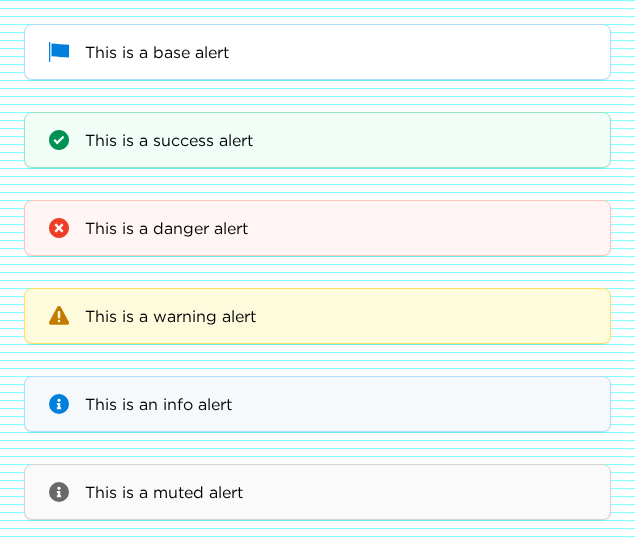 This is a base alert
This is a success alert
This is a danger alert
This is a warning alert
This is an info alert
This is a muted alert